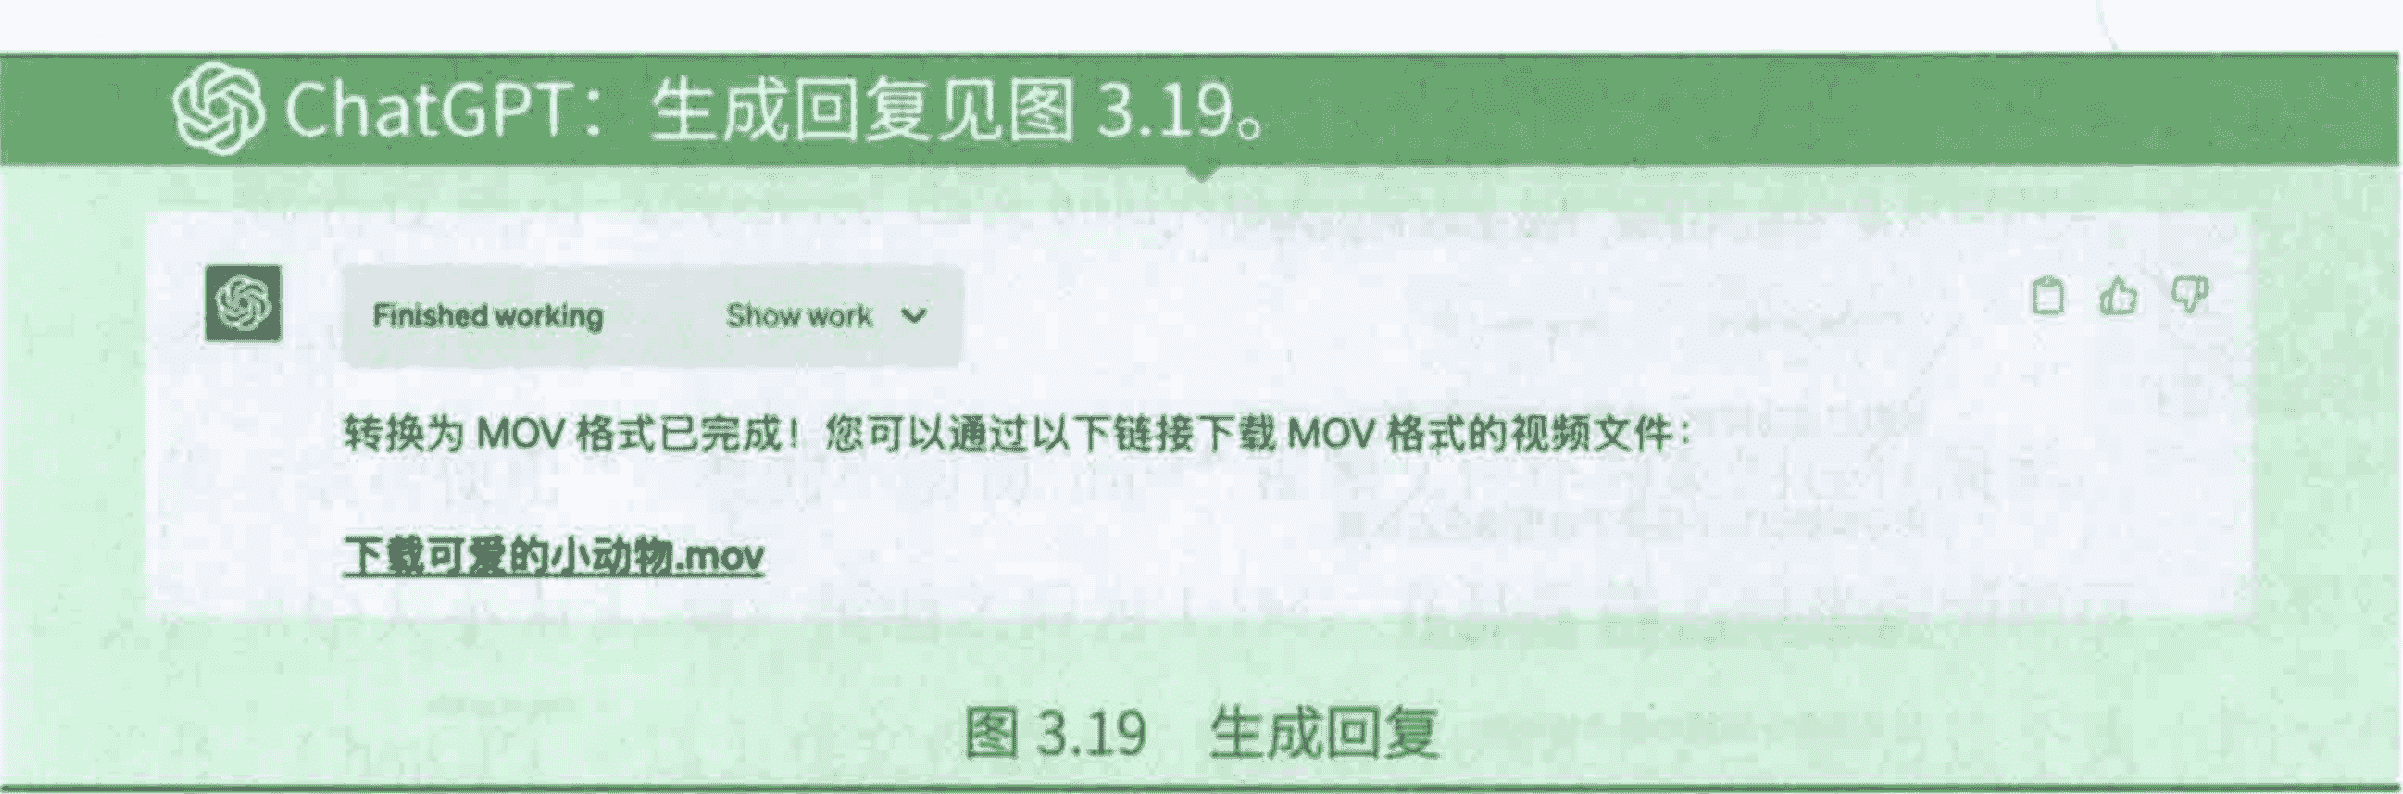 ChatGPT：生成回复见图 3.19。
Finished working Show work
转换为 MOV 格式已完成！您可以通过以下链接下载 MOV 格式的视频文件：
下载可爱的小动物.mov
图 3.19 生成回复